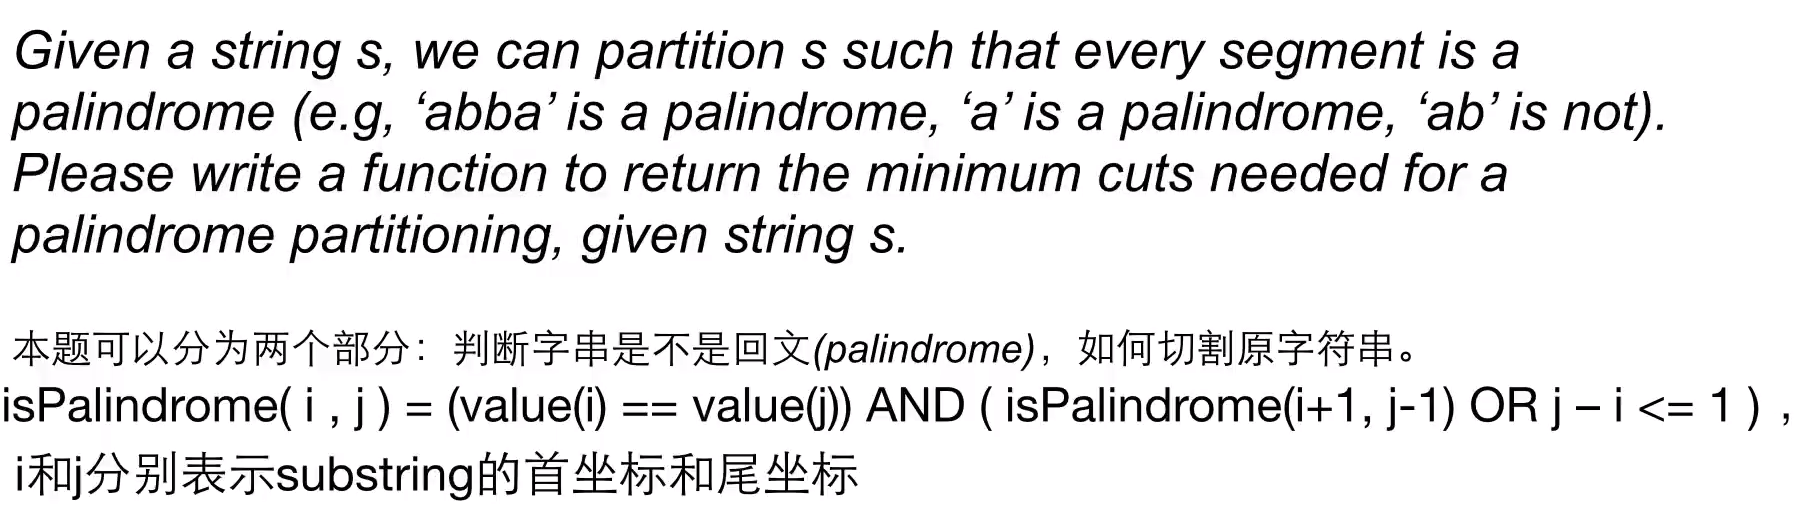 Given a string s, we can partition s such that every segment is a
palindrome (e.g, ‘abba’ is a palindrome, ‘a’ is a palindrome, ‘ab’ is not).
Please write a function to return the minimum cuts needed for a
palindrome partitioning, given string s.
本题可以分为两个部分：判断字串是不是回文(palindrome)，如何切割原字符串。
isPalindrome( i , j ) = (value(i) == value(j)) AND ( isPalindrome(i+1, j-1) OR j – i <= 1 ) ,
i和j分别表示substring的首坐标和尾坐标